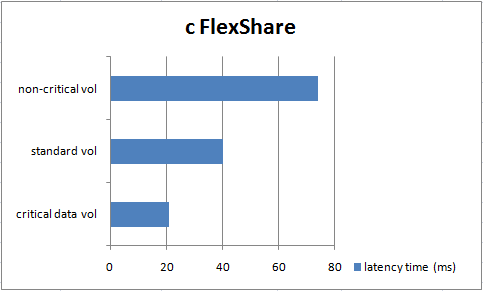 c FlexShare
non-critical vol
standard vol
critical data vol
0 20 40 60 80
latency time (ms)